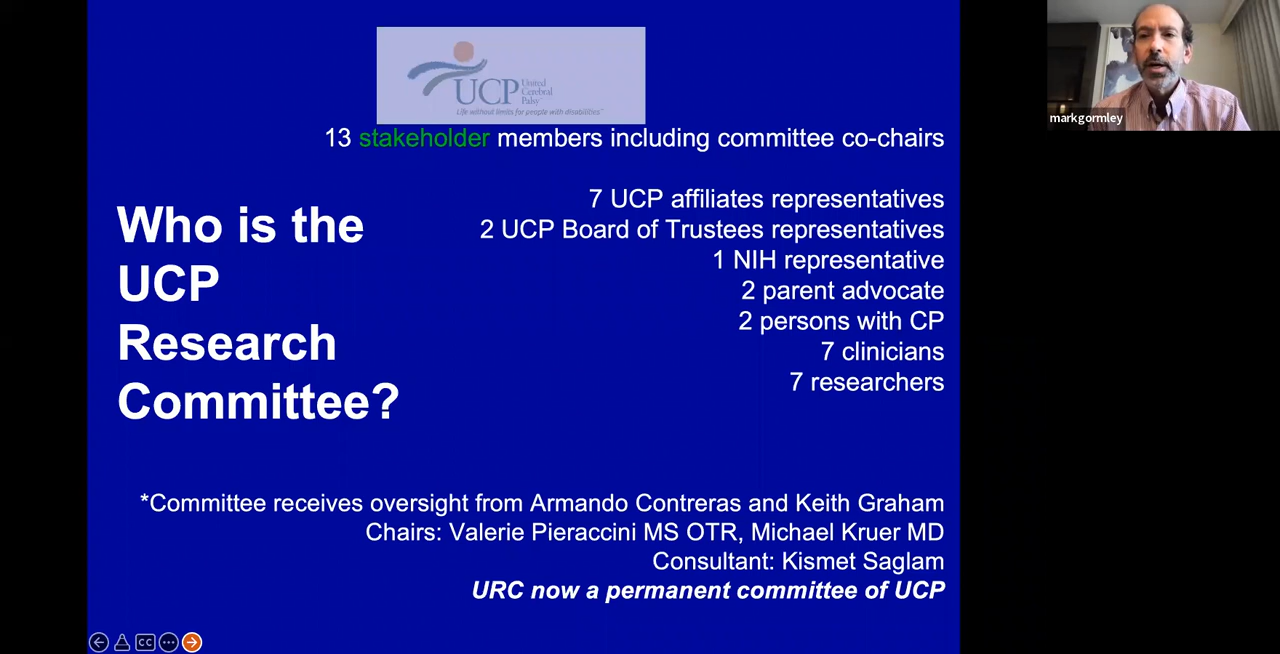 UCP
United
Cerebral
Palsy
Life without limits for people with disabilities™
13 stakeholder members including committee co-chairs
Who is the
UCP
Research
Committee?
7 UCP affiliates representatives
2 UCP Board of Trustees representatives
1 NIH representative
2 parent advocate
2 persons with CP
7 clinicians
7 researchers
*Committee receives oversight from Armando Contreras and Keith Graham
Chairs: Valerie Pieraccini MS OTR, Michael Kruer MD
Consultant: Kismet Saglam
URC now a permanent committee of UCP
markgormley
CC